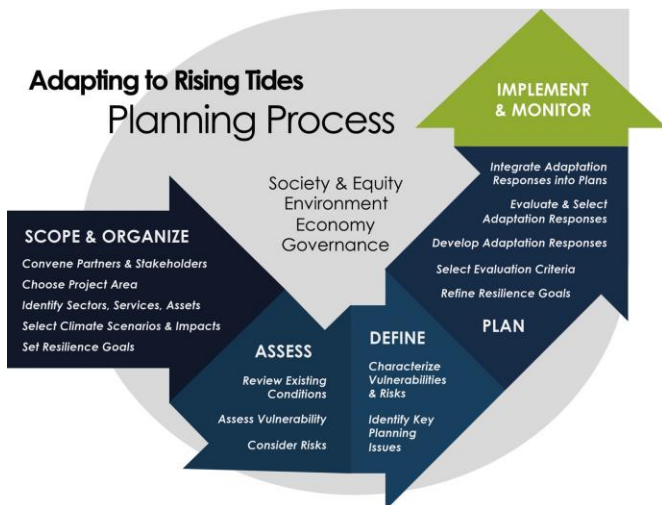 Adapting to Rising Tides
Planning Process
Society & Equity
Environment
Economy
Governance
SCOPE & ORGANIZE
Convene Partners & Stakeholders
Choose Project Area
Identify Sectors, Services, Assets
Select Climate Scenarios & Impacts
Set Resilience Goals
ASSESS
Review Existing
Conditions
Assess Vulnerability
Consider Risks
DEFINE
Characterize
Vulnerabilities
& Risks
Identify Key
Planning
Issues
Integrate Adaptation
Responses into Plans
Evaluate & Select
Adaptation Responses
Develop Adaptation Responses
Select Evaluation Criteria
Refine Resilience Goals
PLAN
IMPLEMENT
& MONITOR